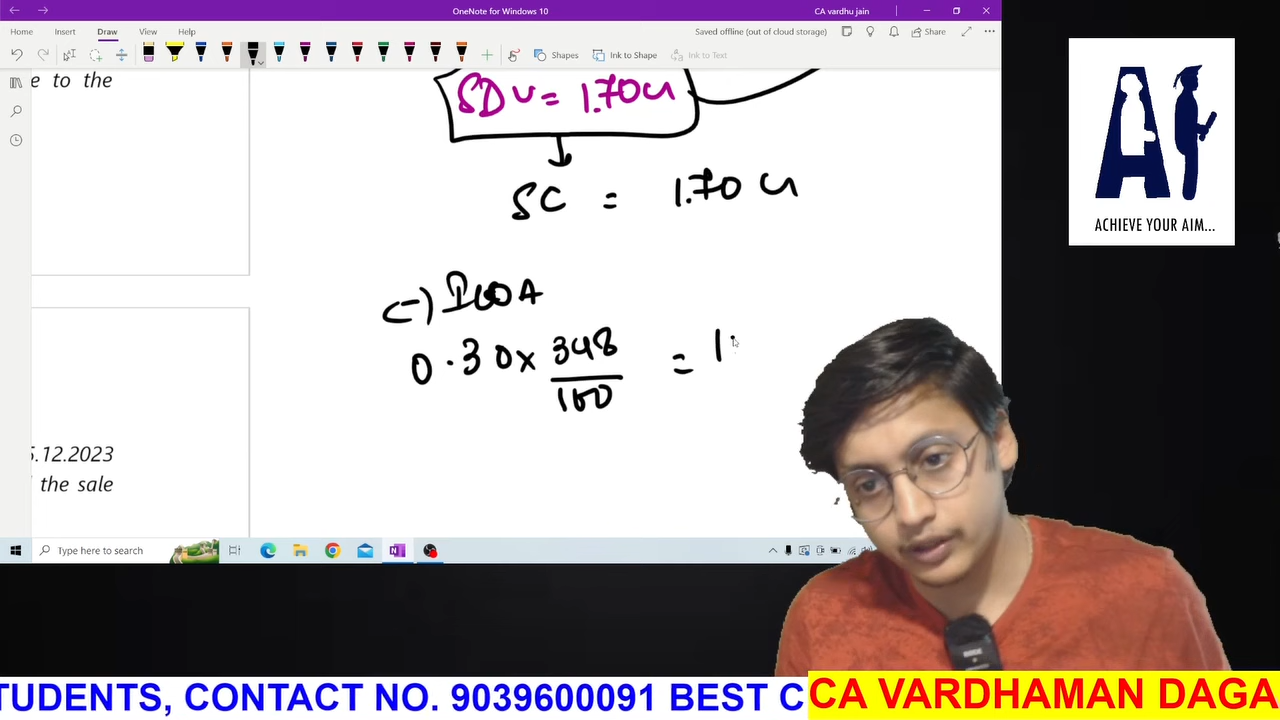 OneNote for Windows 10
CA vardhu jain
Home Insert Draw View Help
Saved offline (out of cloud storage)
Share
Shapes
Ink to Shape
Ink to Text
e to the
SDV = 1.70 Cr
SC = 1.70 Cr
(-) ICOA
0.30 x 348/100 = 1.
5.12.2023
the sale
Type here to search
ACHIEVE YOUR AIM...
TUDENTS, CONTACT NO. 9039600091 BEST C
CA VARDHAMAN DAGA